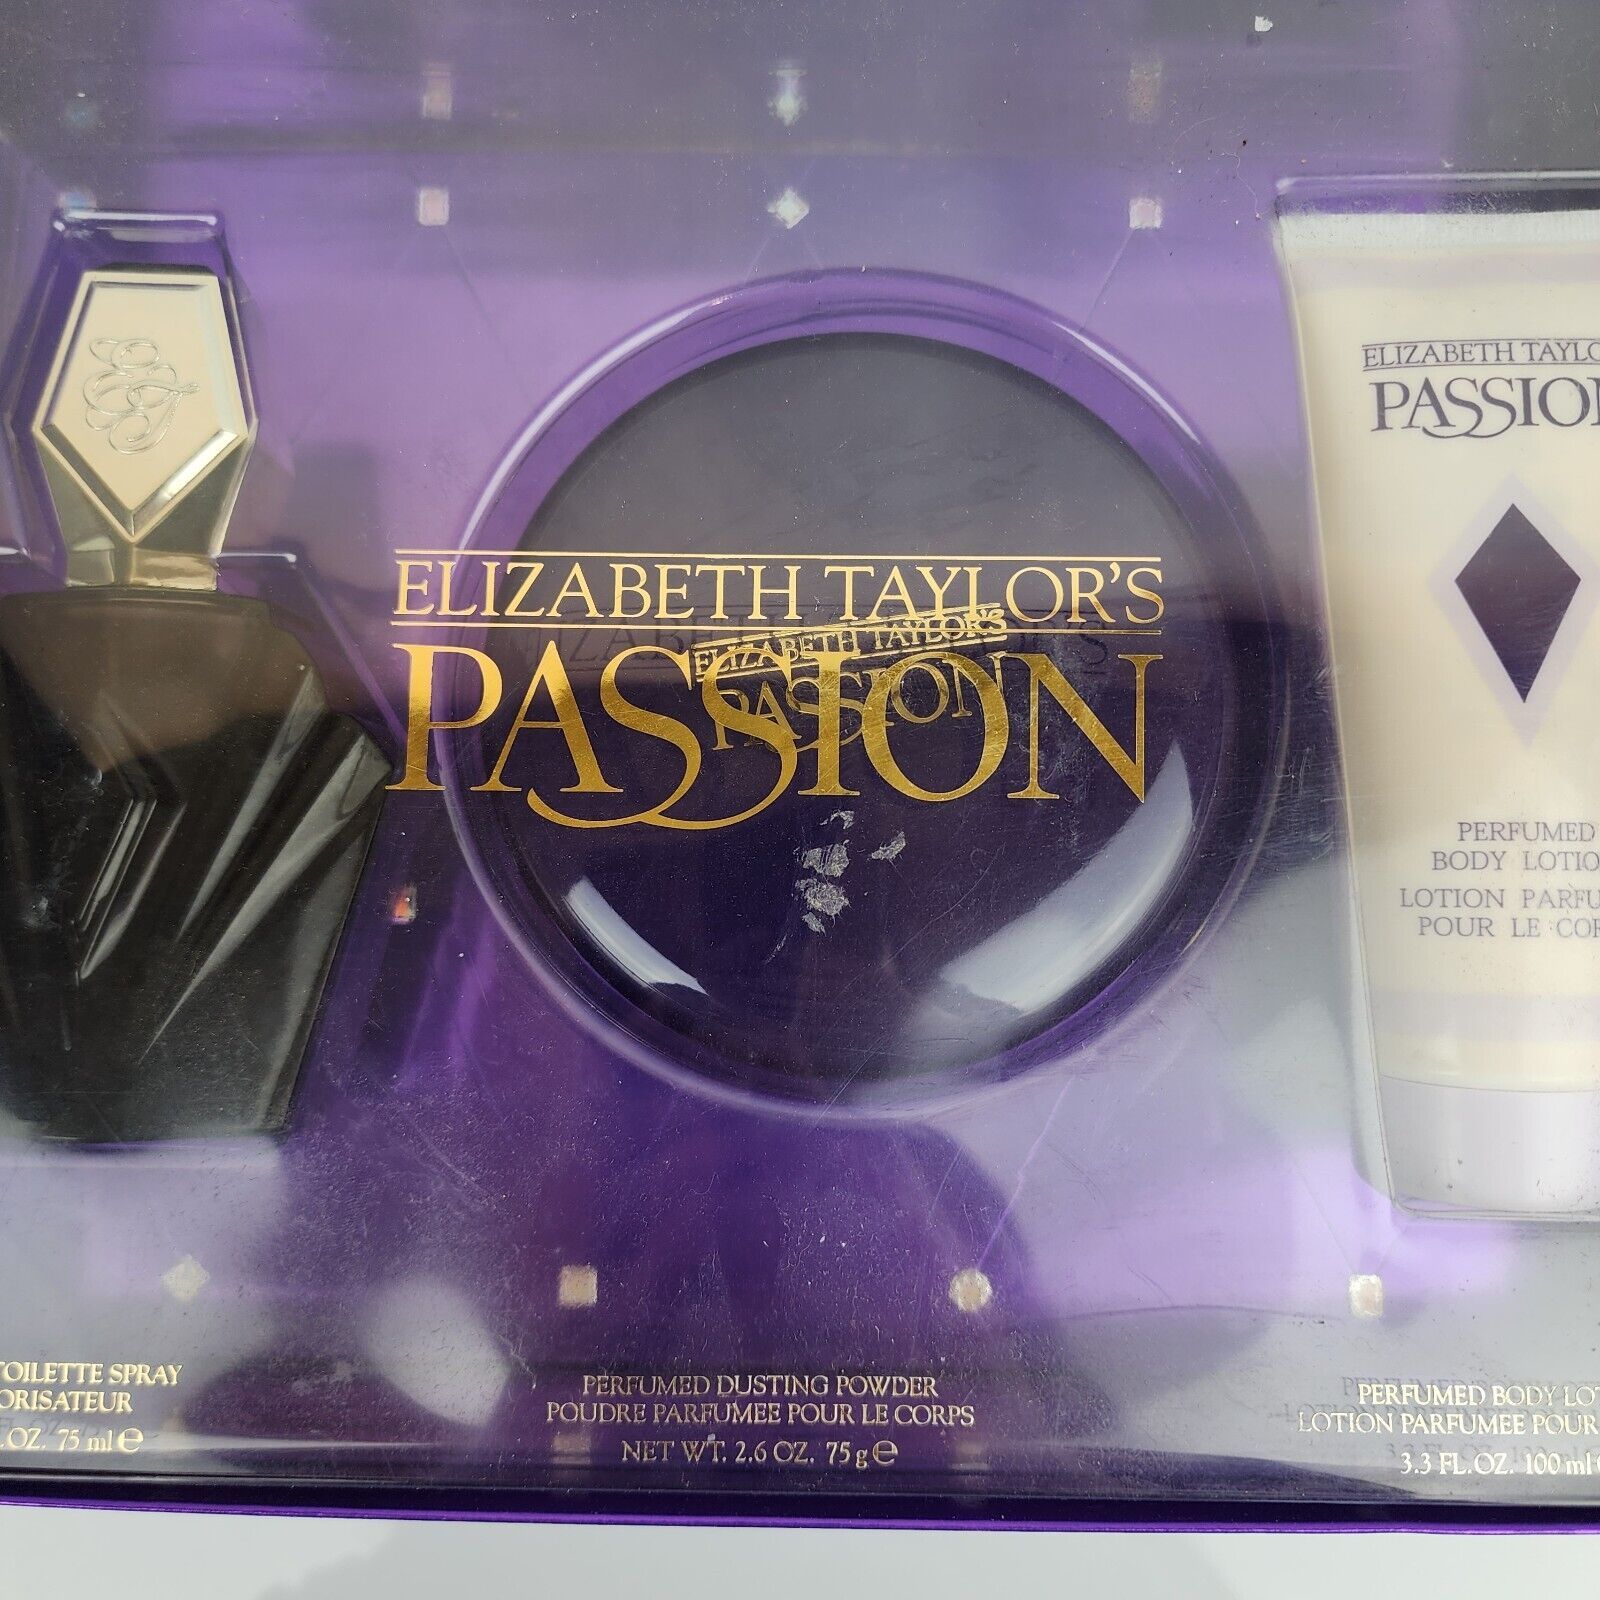 ELIZABETH TAYLOR'S
PASSION
ELIZABETH TAYLOR'S
PASSION
ELIZABETH TAYLO
PASSION
PERFUMED
BODY LOTIO
LOTION PARFU
POUR LE COR
TOILETTE SPRAY
ORISATEUR
.OZ. 75 ml e
PERFUMED DUSTING POWDER
POUDRE PARFUMEE POUR LE CORPS
NET WT. 2.6 OZ. 75 g e
PERFUMED BODY LOT
LOTION PARFUMEE POUR
3.3 FL.OZ. 100 ml